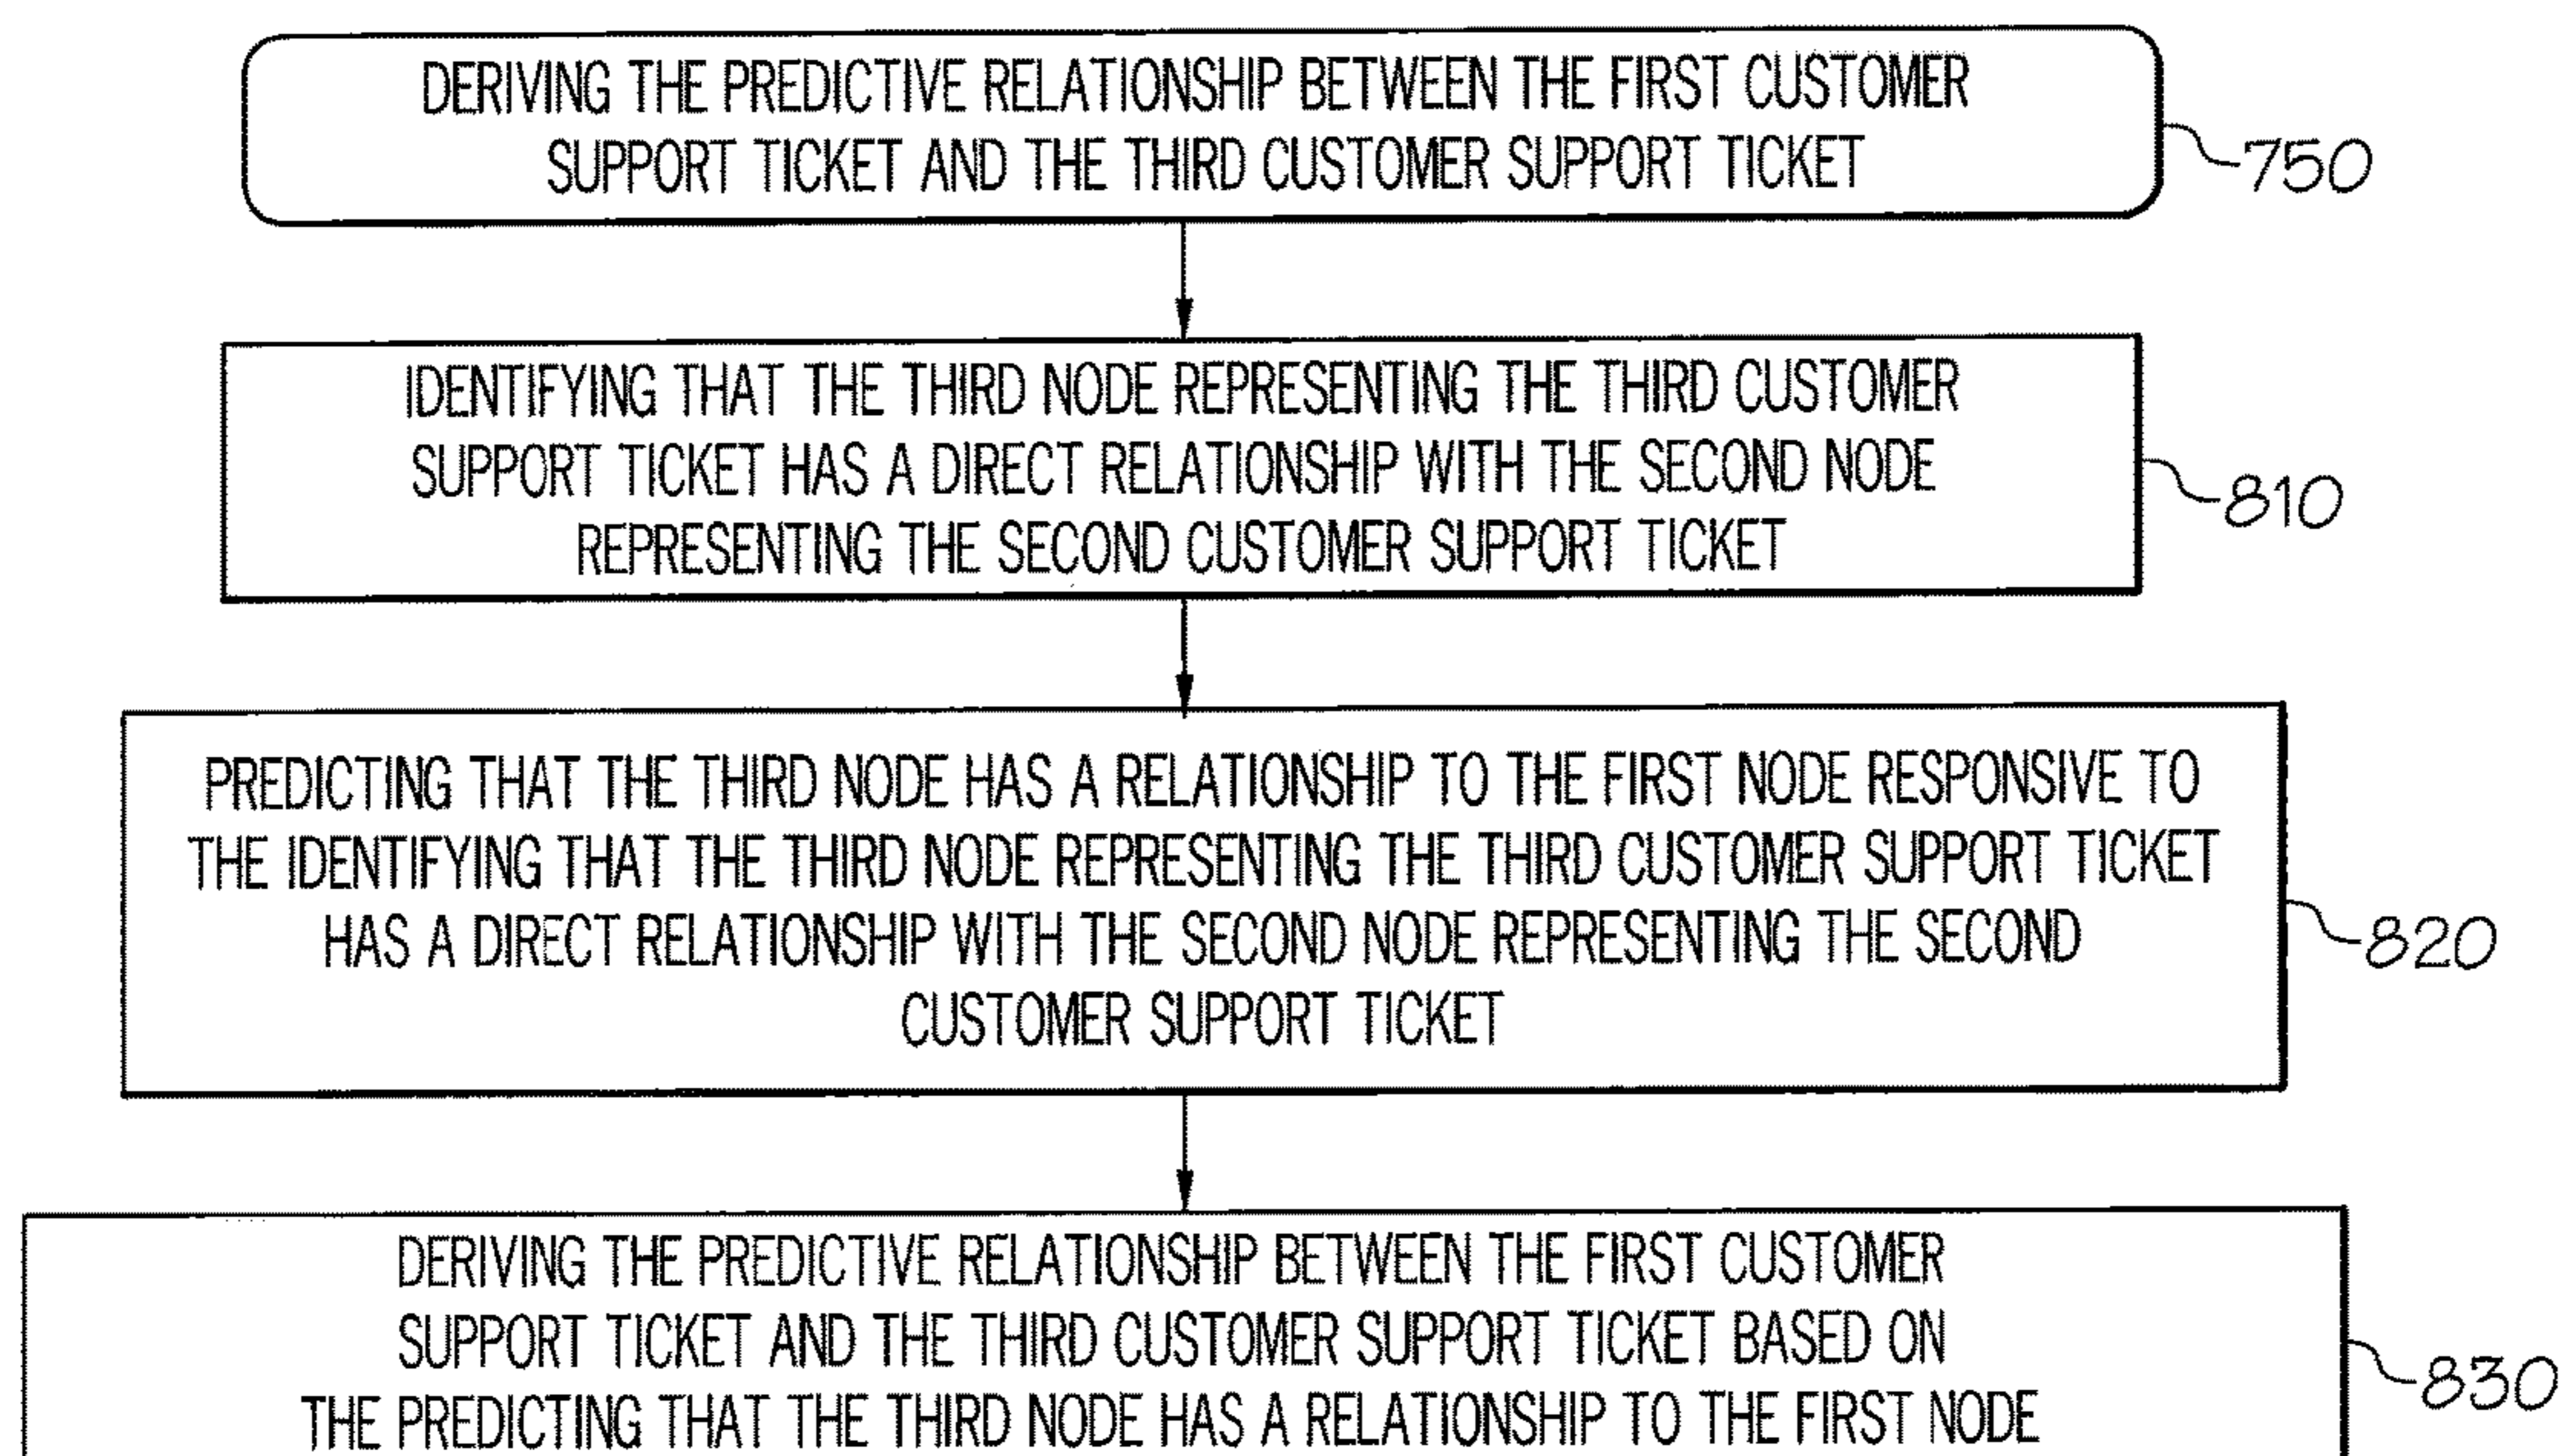 DERIVING THE PREDICTIVE RELATIONSHIP BETWEEN THE FIRST CUSTOMER
SUPPORT TICKET AND THE THIRD CUSTOMER SUPPORT TICKET
750
IDENTIFYING THAT THE THIRD NODE REPRESENTING THE THIRD CUSTOMER
SUPPORT TICKET HAS A DIRECT RELATIONSHIP WITH THE SECOND NODE
REPRESENTING THE SECOND CUSTOMER SUPPORT TICKET
810
PREDICTING THAT THE THIRD NODE HAS A RELATIONSHIP TO THE FIRST NODE RESPONSIVE TO
THE IDENTIFYING THAT THE THIRD NODE REPRESENTING THE THIRD CUSTOMER SUPPORT TICKET
HAS A DIRECT RELATIONSHIP WITH THE SECOND NODE REPRESENTING THE SECOND
CUSTOMER SUPPORT TICKET
820
DERIVING THE PREDICTIVE RELATIONSHIP BETWEEN THE FIRST CUSTOMER
SUPPORT TICKET AND THE THIRD CUSTOMER SUPPORT TICKET BASED ON
THE PREDICTING THAT THE THIRD NODE HAS A RELATIONSHIP TO THE FIRST NODE
830